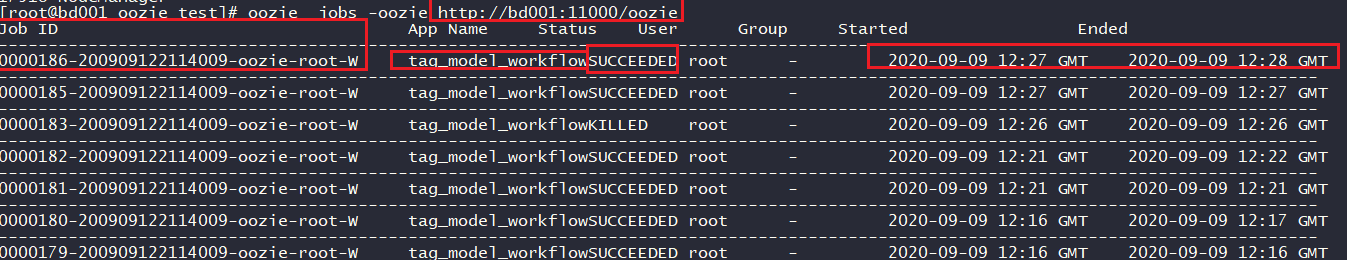 [root@bd001 oozie_test]# oozie jobs -oozie http://bd001:11000/oozie
Job ID App Name Status User Group Started Ended
------------------------------------------------------------------------------------------------------------------------------------
0000186-200909122114009-oozie-root-W tag_model_workflowSUCCEEDED root - 2020-09-09 12:27 GMT 2020-09-09 12:28 GMT
------------------------------------------------------------------------------------------------------------------------------------
0000185-200909122114009-oozie-root-W tag_model_workflowSUCCEEDED root - 2020-09-09 12:27 GMT 2020-09-09 12:27 GMT
------------------------------------------------------------------------------------------------------------------------------------
0000183-200909122114009-oozie-root-W tag_model_workflowKILLED root - 2020-09-09 12:26 GMT 2020-09-09 12:26 GMT
------------------------------------------------------------------------------------------------------------------------------------
0000182-200909122114009-oozie-root-W tag_model_workflowSUCCEEDED root - 2020-09-09 12:21 GMT 2020-09-09 12:22 GMT
------------------------------------------------------------------------------------------------------------------------------------
0000181-200909122114009-oozie-root-W tag_model_workflowSUCCEEDED root - 2020-09-09 12:21 GMT 2020-09-09 12:21 GMT
------------------------------------------------------------------------------------------------------------------------------------
0000180-200909122114009-oozie-root-W tag_model_workflowSUCCEEDED root - 2020-09-09 12:16 GMT 2020-09-09 12:17 GMT
------------------------------------------------------------------------------------------------------------------------------------
0000179-200909122114009-oozie-root-W tag_model_workflowSUCCEEDED root - 2020-09-09 12:16 GMT 2020-09-09 12:16 GMT